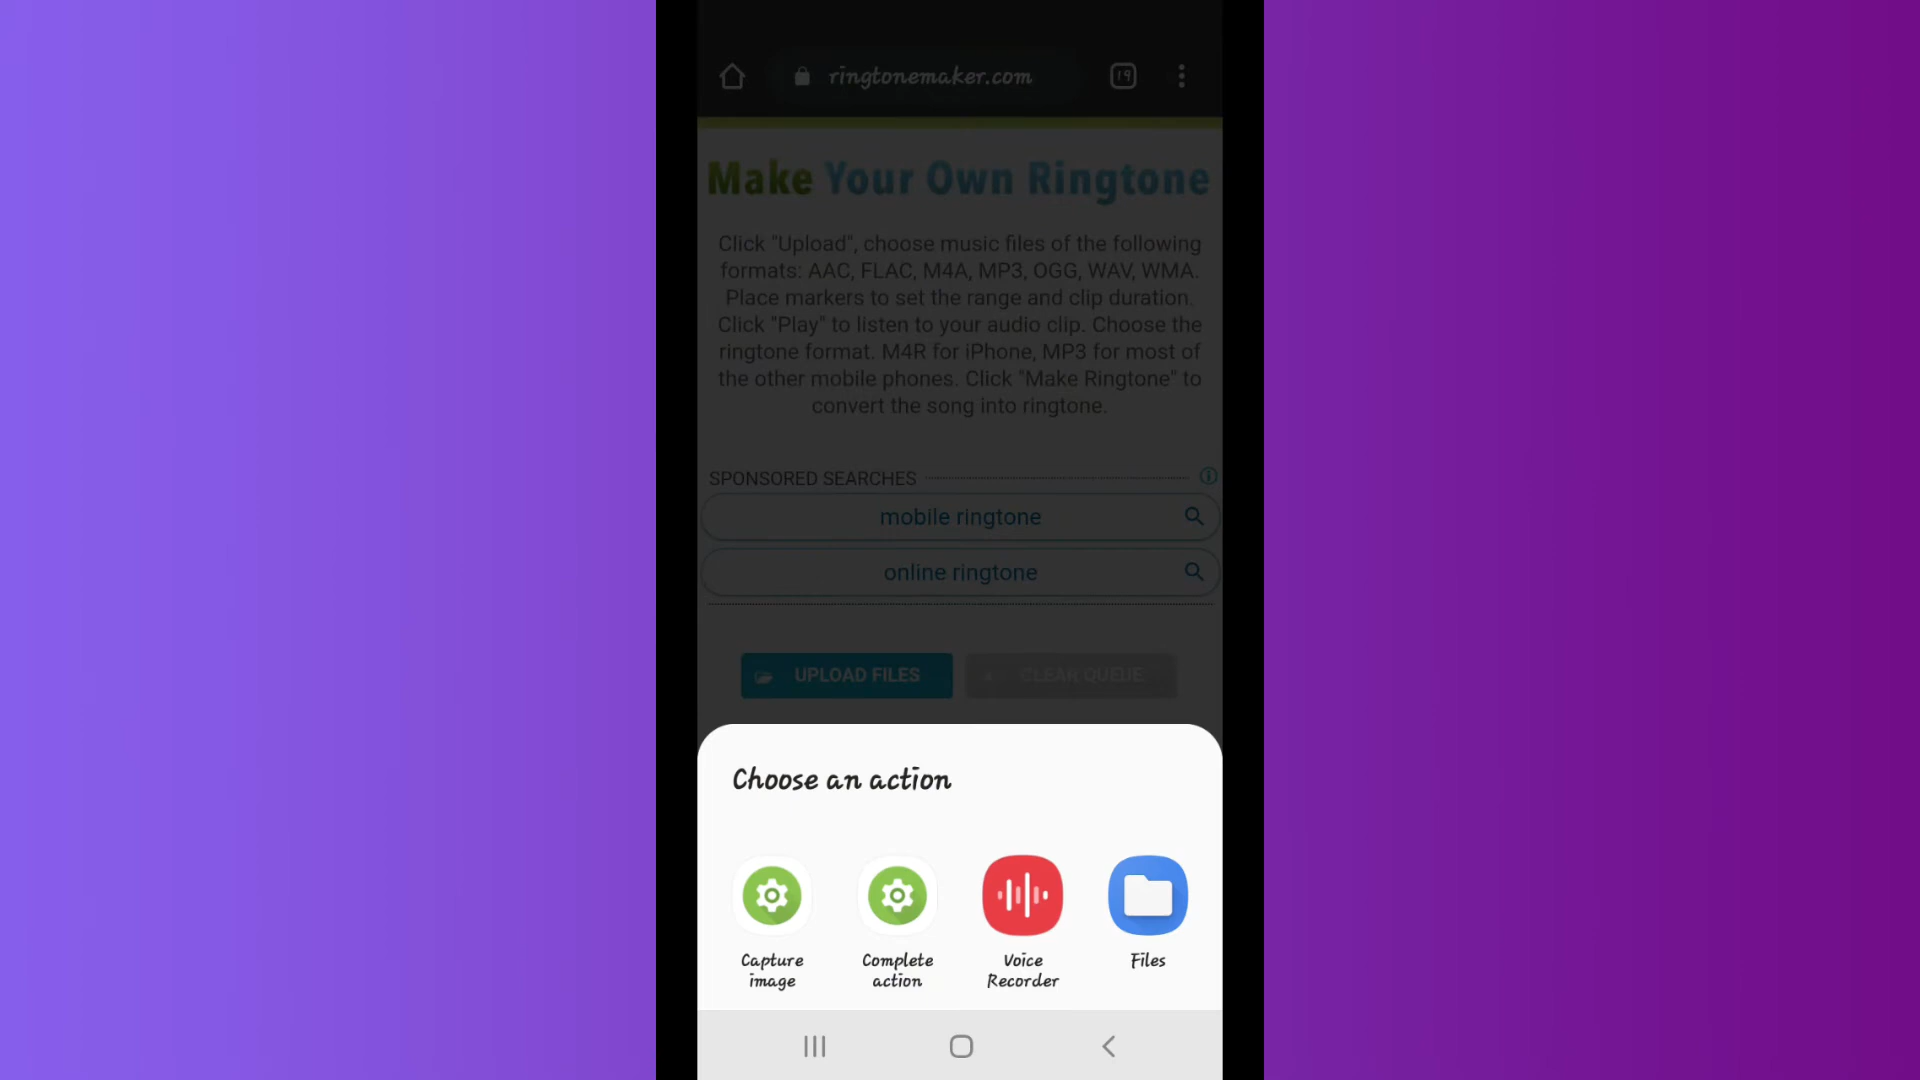 ringtonemaker.com
19
Make Your Own Ringtone
Click "Upload", choose music files of the following
formats: AAC, FLAC, M4A, MP3, OGG, WAV, WMA.
Place markers to set the range and clip duration.
Click "Play" to listen to your audio clip. Choose the
ringtone format. M4R for iPhone, MP3 for most of
the other mobile phones. Click "Make Ringtone" to
convert the song into ringtone.
SPONSORED SEARCHES
mobile ringtone
online ringtone
UPLOAD FILES
CLEAR QUEUE
Choose an action
Capture
image
Complete
action
Voice
Recorder
Files